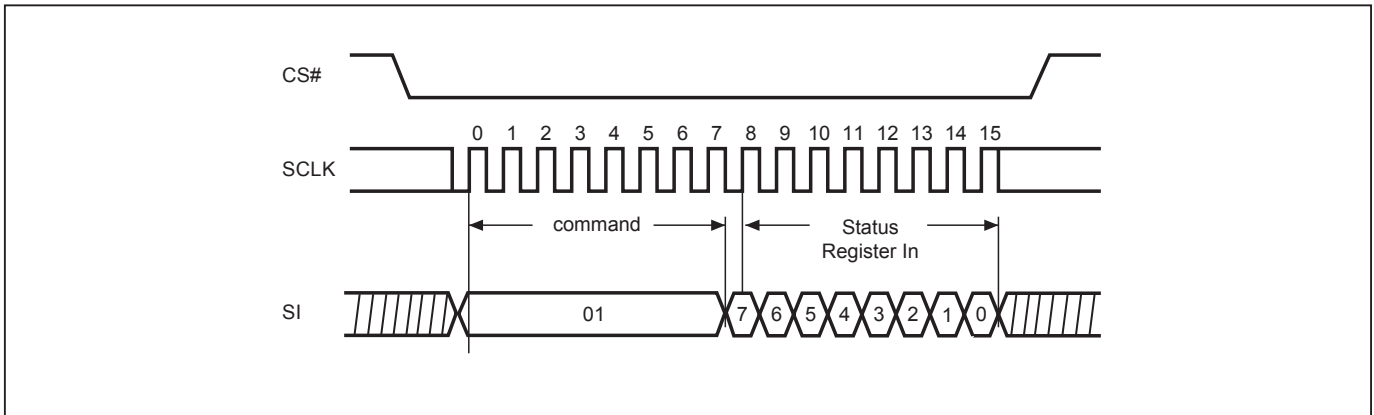 CS#
0 1 2 3 4 5 6 7 8 9 10 11 12 13 14 15
SCLK
command
Status
Register In
SI
01
7 6 5 4 3 2 1 0